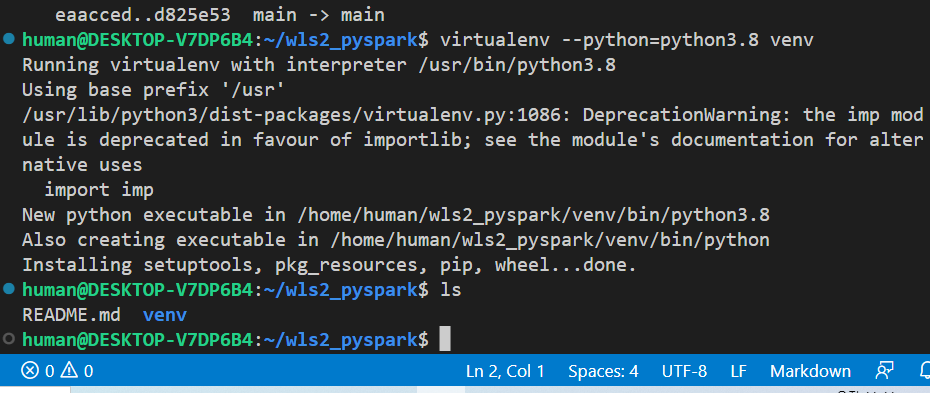 eaacced..d825e53  main -> main
human@DESKTOP-V7DP6B4:~/wls2_pyspark$ virtualenv --python=python3.8 venv
Running virtualenv with interpreter /usr/bin/python3.8
Using base prefix '/usr'
/usr/lib/python3/dist-packages/virtualenv.py:1086: DeprecationWarning: the imp mod
ule is deprecated in favour of importlib; see the module's documentation for alter
native uses
  import imp
New python executable in /home/human/wls2_pyspark/venv/bin/python3.8
Also creating executable in /home/human/wls2_pyspark/venv/bin/python
Installing setuptools, pkg_resources, pip, wheel...done.
human@DESKTOP-V7DP6B4:~/wls2_pyspark$ ls
README.md  venv
human@DESKTOP-V7DP6B4:~/wls2_pyspark$
0 0 Ln 2, Col 1 Spaces: 4 UTF-8 LF Markdown